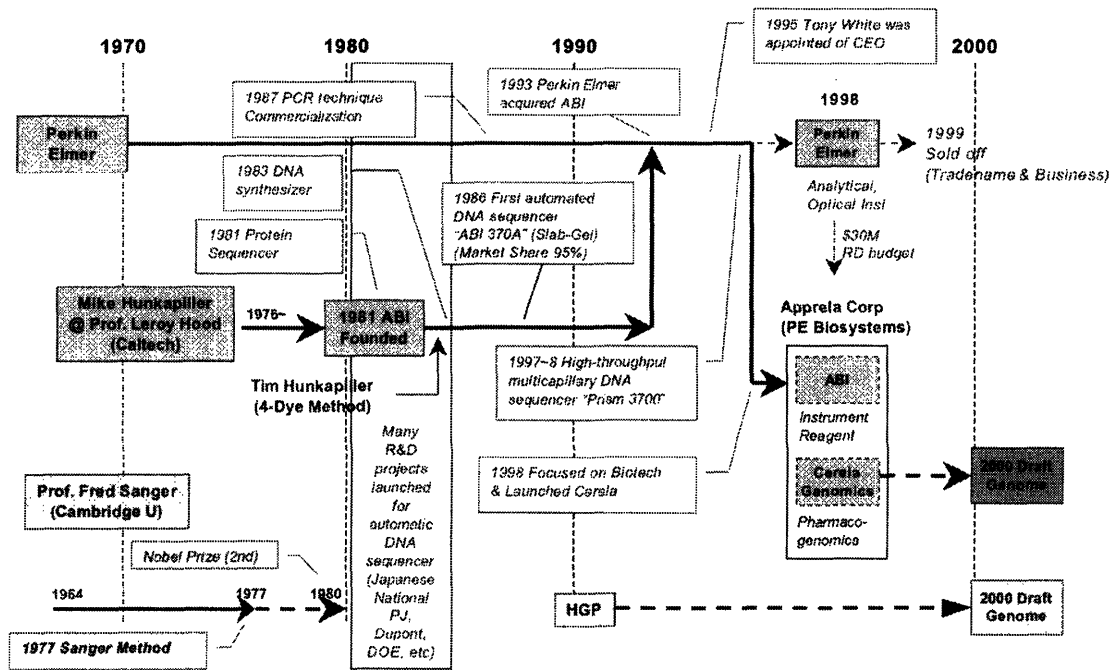 1970
1980
1990
2000
1995 Tony White was
appointed of CEO
1987 PCR technique
Commercialization
1993 Perkin Elmer
acquired ABI
1998
Perkin
Elmer
Perkin
Elmer
1999
Sold off
(Tradename & Business)
1983 DNA
synthesizer
1986 First automated
DNA sequencer
"ABI 370A" (Slab-Gel)
(Market Share 95%)
Analytical,
Optical Inst
1981 Protein
Sequencer
$30M
RD budget
Mike Hunkapiller
@ Prof. Leroy Hood
(Caltech)
1976~
1981 ABI
Founded
Apprela Corp
(PE Biosystems)
Tim Hunkapiller
(4-Dye Method)
1997~8 High-throughput
multicapillary DNA
sequencer "Prism 3700"
ABI
Instrument
Reagent
Many
R&D
projects
launched
for
automatic
DNA
sequencer
(Japanese
National
PJ,
Dupont,
DOE, etc)
1998 Focused on Biotech
& Launched Cerela
Cerela
Genomics
2000 Draft
Genome
Pharmaco-
genomics
Prof. Fred Sanger
(Cambridge U)
Nobel Prize (2nd)
1964
1977
1980
1977 Sanger Method
HGP
2000 Draft
Genome